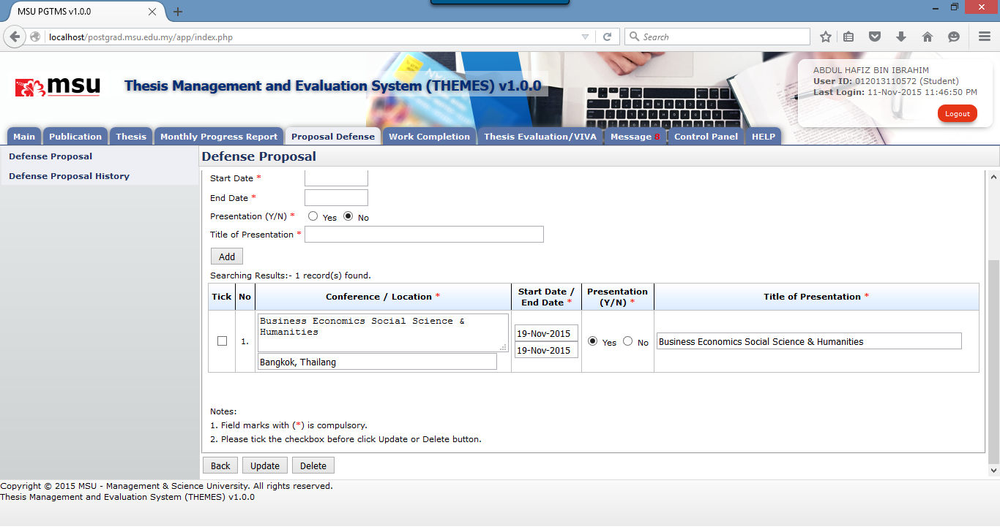 MSU PGTMS v1.0.0
localhost/postgrad.msu.edu.my/app/index.php
Search
msu
Thesis Management and Evaluation System (THEMES) v1.0.0
ABDUL HAFIZ BIN IBRAHIM
User ID: 012013110572 (Student)
Last Login: 11-Nov-2015 11:46:50 PM
Logout
Main Publication Thesis Monthly Progress Report Proposal Defense Work Completion Thesis Evaluation/VIVA Message 8 Control Panel HELP
Defense Proposal
Defense Proposal History
Defense Proposal
Start Date *
End Date *
Presentation (Y/N) * Yes No
Title of Presentation *
Add
Searching Results:- 1 record(s) found.
Tick No Conference / Location * Start Date / End Date * Presentation (Y/N) * Title of Presentation *
1.
Business Economics Social Science &
Humanities
Bangkok, Thailang
19-Nov-2015
19-Nov-2015
Yes No
Business Economics Social Science & Humanities
Notes:
1. Field marks with (*) is compulsory.
2. Please tick the checkbox before click Update or Delete button.
Back Update Delete
Copyright © 2015 MSU - Management & Science University. All rights reserved.
Thesis Management and Evaluation System (THEMES) v1.0.0